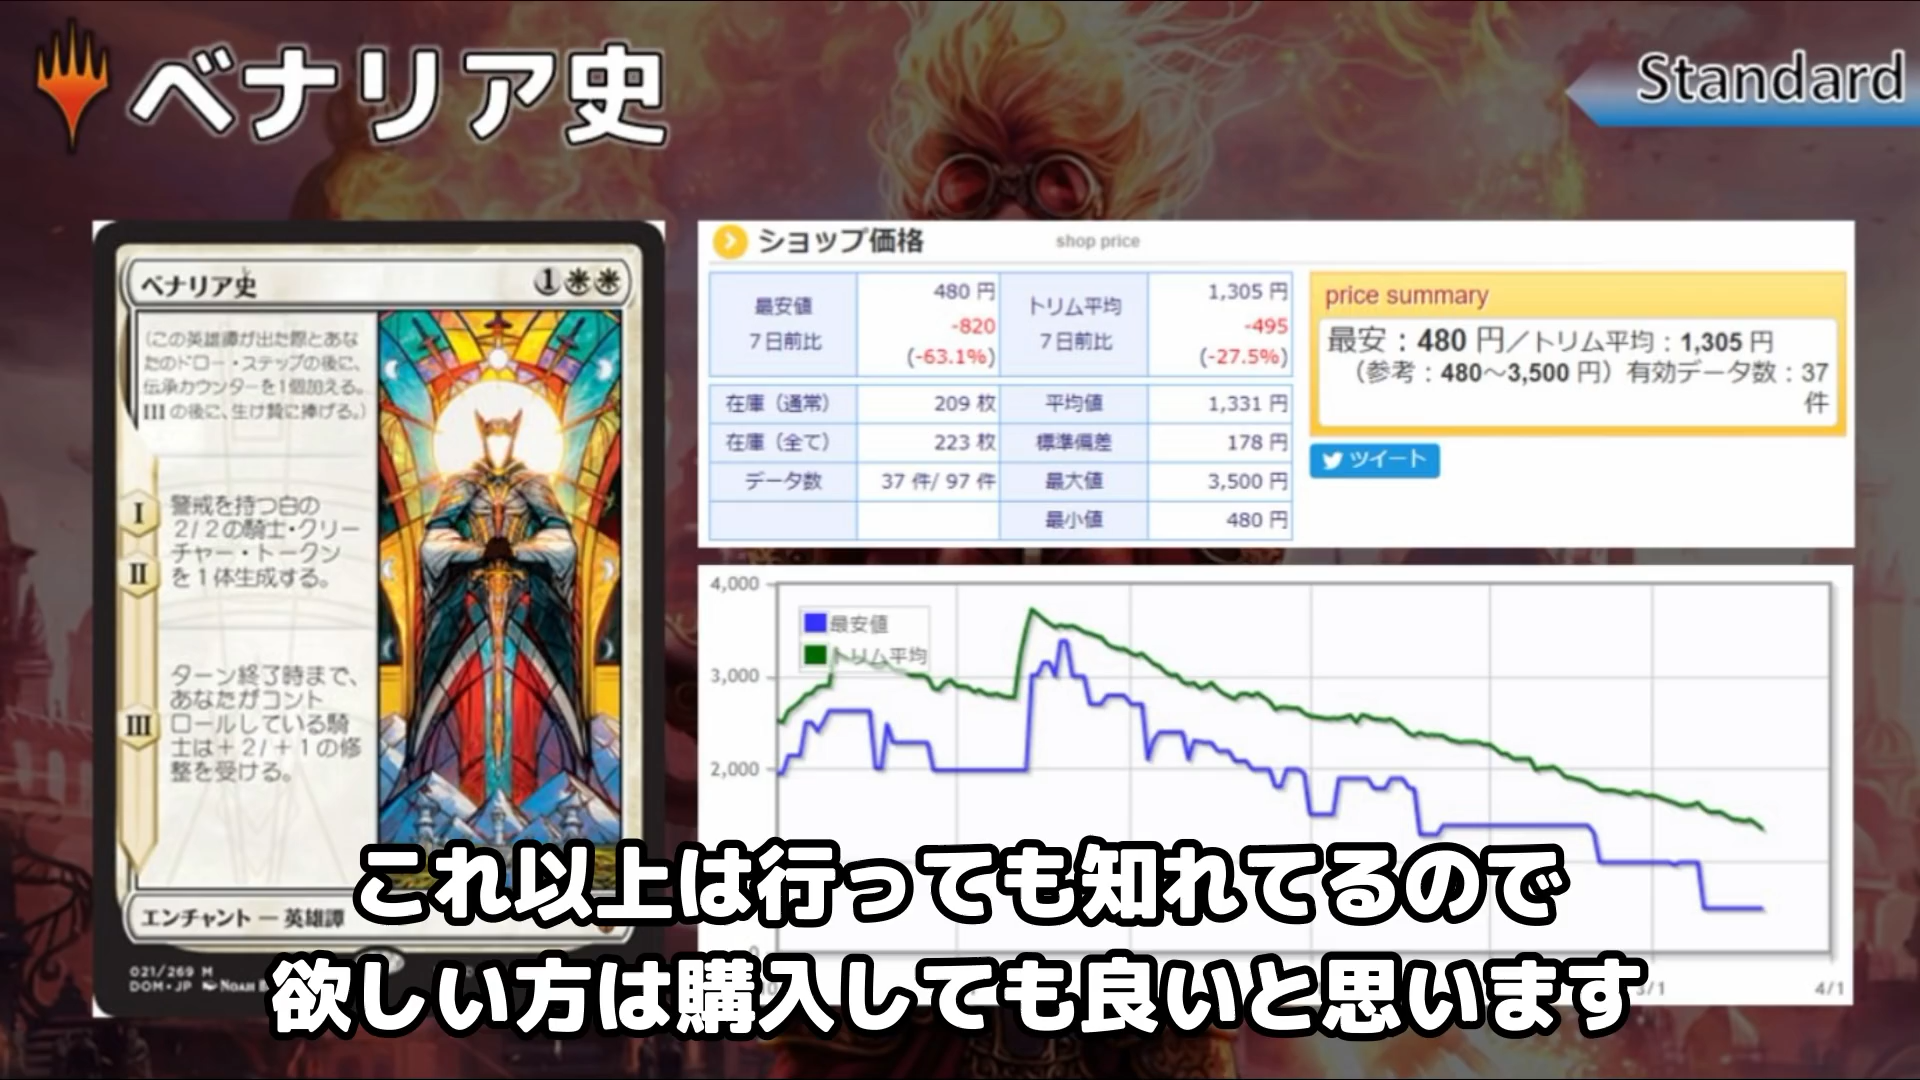 ベナリア史
Standard
ベナリア史
1
(この英雄譚が出た際とあな
たのドロー・ステップの後に、
伝承カウンターを1個加える。
IIIの後に、生け贄に捧げる。)
I
II
警戒を持つ白の
2/2の騎士・クリー
チャー・トークン
を1体生成する。
III
ターン終了時まで、
あなたがコント
ロールしている騎
士は+2/+1の修
整を受ける。
エンチャント — 英雄譚
021/269 M
DOM・JP
ショップ価格 shop price
最安値 7日前比 480 円 -820 (-63.1%) トリム平均 7日前比 1,305 円 -495 (-27.5%)
在庫（通常） 209 枚 平均値 1,331 円
在庫（全て） 223 枚 標準偏差 178 円
データ数 37 件/ 97 件 最大値 3,500 円
最小値 480 円
price summary
最安：480 円／トリム平均：1,305 円
（参考：480～3,500 円）有効データ数：37
件
ツイート
4,000
3,000
2,000
最安値
トリム平均
3/1 4/1
これ以上は行っても知れてるので
欲しい方は購入しても良いと思います